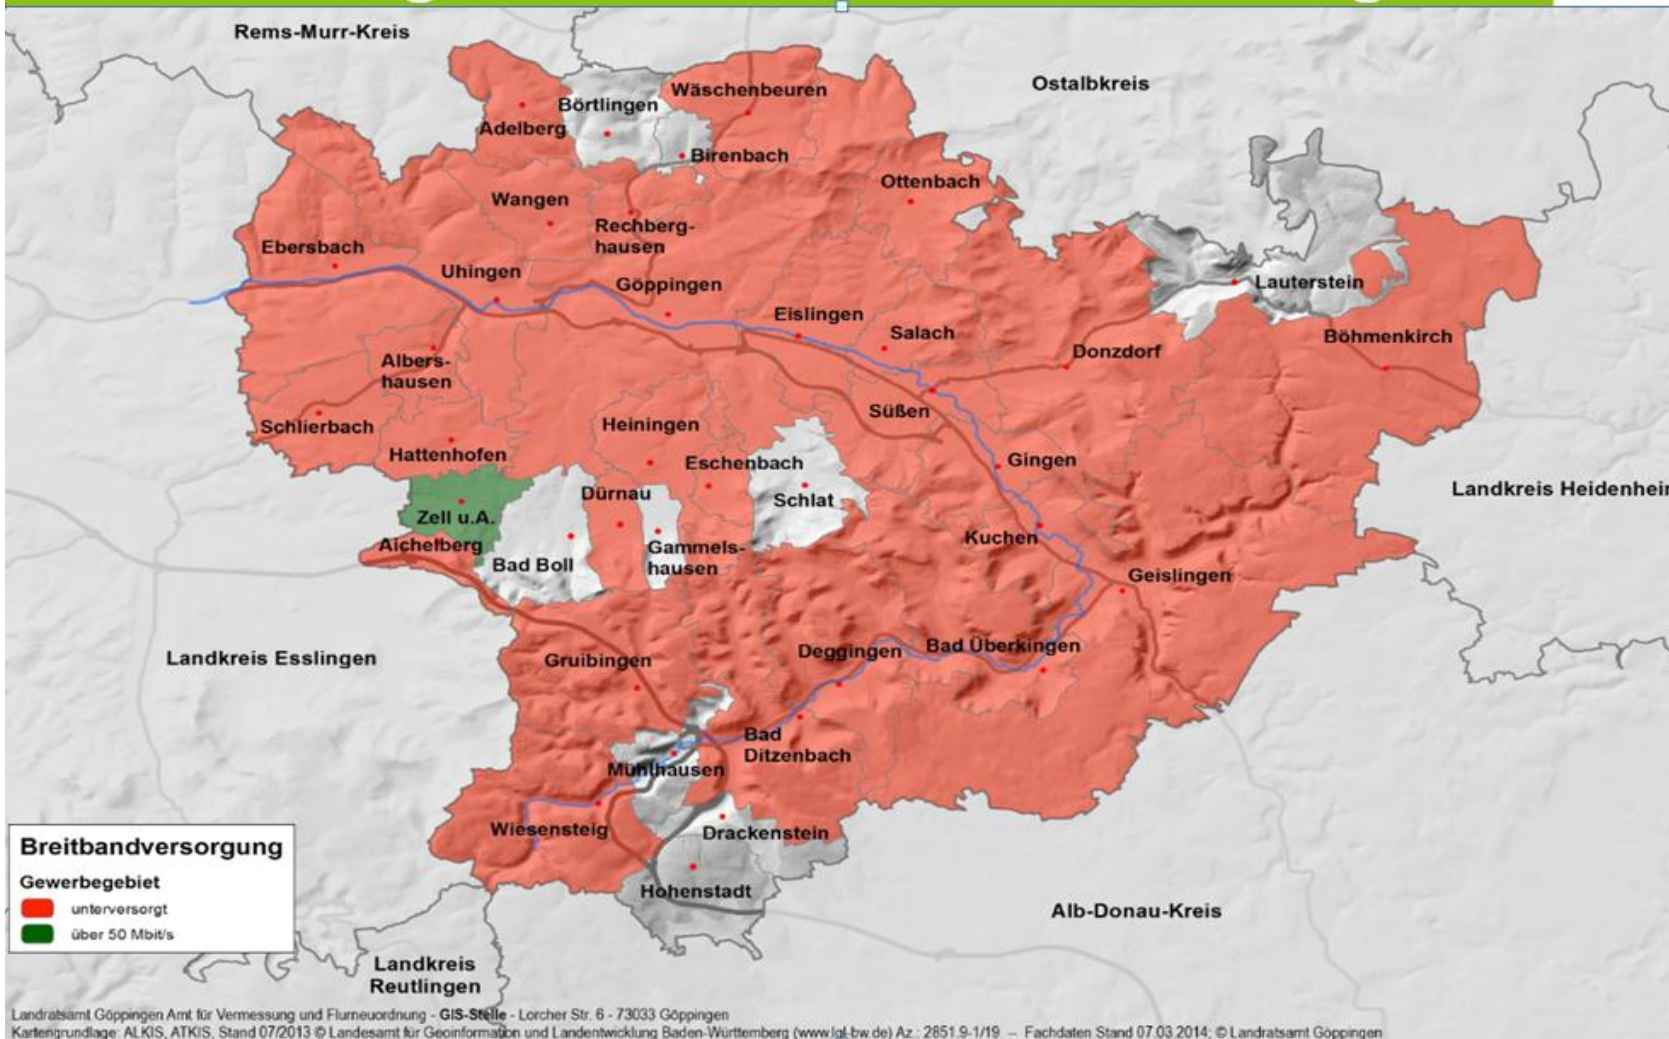 Rems-Murr-Kreis
Ostalbkreis
Wäschenbeuren
Börtlingen
Adelberg
Birenbach
Ottenbach
Wangen
Rechberg-
hausen
Ebersbach
Uhingen
Göppingen
Lauterstein
Eislingen
Salach
Böhmenkirch
Donzdorf
Albers-
hausen
Süßen
Schlierbach
Heiningen
Hattenhofen
Eschenbach
Gingen
Dürnau
Schlat
Landkreis Heidenhein
Zell u.A.
Aichelberg
Kuchen
Bad Boll
Gammels-
hausen
Geislingen
Landkreis Esslingen
Gruibingen
Deggingen
Bad Überkingen
Bad
Ditzenbach
Mühlhausen
Wiesensteig
Drackenstein
Hohenstadt
Alb-Donau-Kreis
Breitbandversorgung
Gewerbegebiet
unterversorgt
über 50 Mbit/s
Landkreis
Reutlingen
Landratsamt Göppingen Amt für Vermessung und Flurneuordnung - GIS-Stelle - Lorcher Str. 6 - 73033 Göppingen
Kartengrundlage: ALKIS, ATKIS, Stand 07/2013 © Landesamt für Geoinformation und Landentwicklung Baden-Württemberg (www.lgl-bw.de) Az.: 2851.9-1/19 -- Fachdaten Stand 07.03.2014; © Landratsamt Göppingen